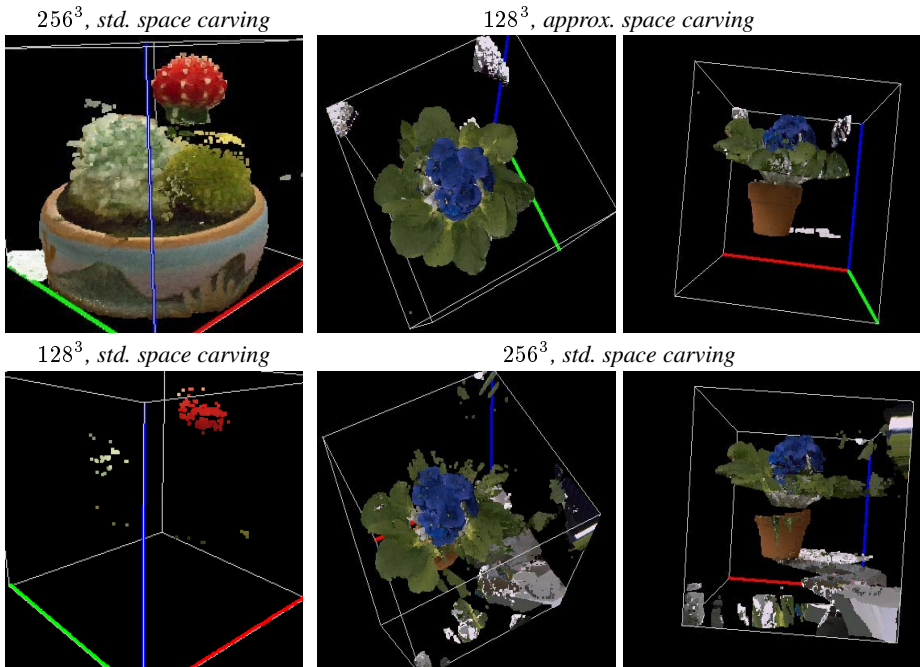 256³, std. space carving
128³, approx. space carving
128³, std. space carving
256³, std. space carving